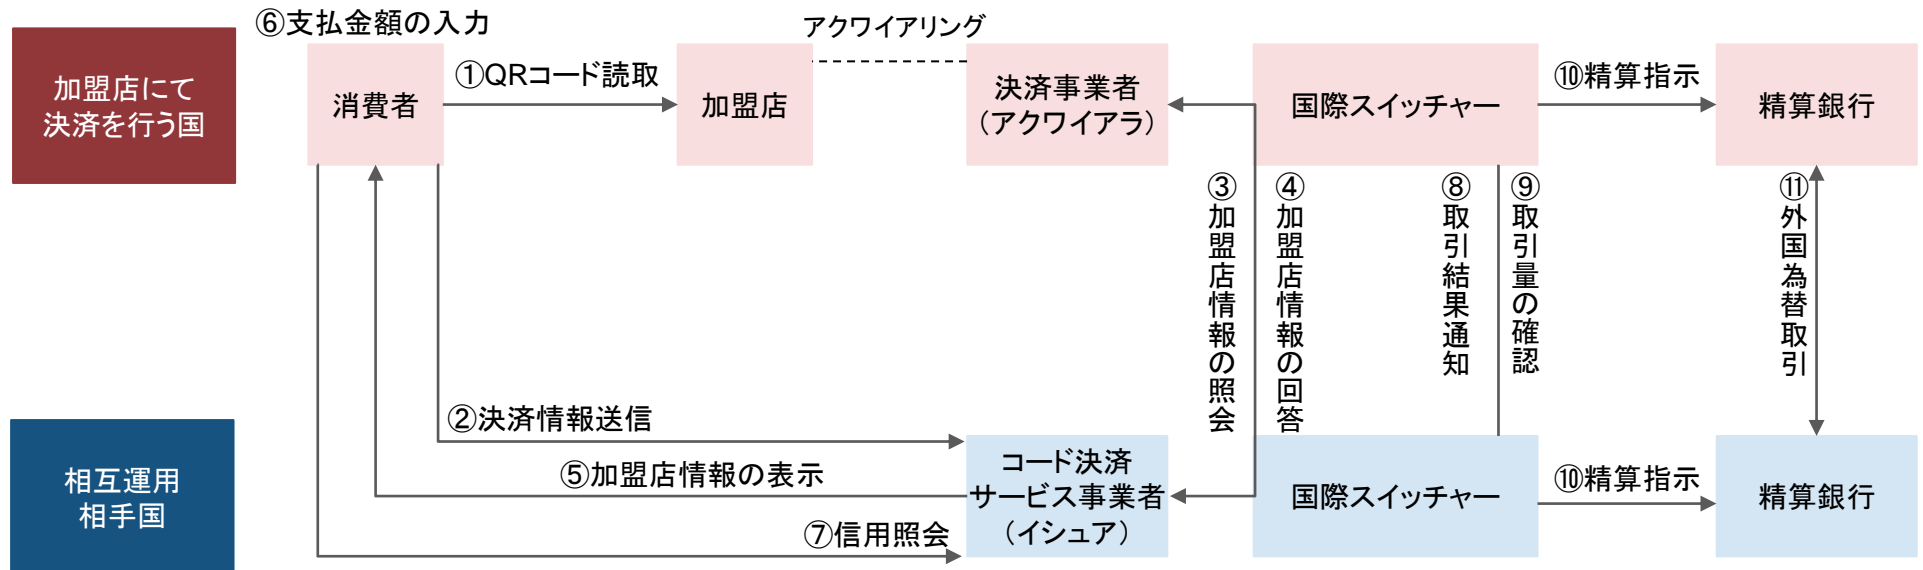 ⑥支払金額の入力
アクワイアリング
加盟店にて
決済を行う国
消費者
①QRコード読取
加盟店
決済事業者
（アクワイアラ）
国際スイッチャー
⑩精算指示
精算銀行
③加盟店情報の照会
④加盟店情報の回答
⑧取引結果通知
⑨取引量の確認
⑪外国為替取引
相互運用
相手国
②決済情報送信
⑤加盟店情報の表示
⑦信用照会
コード決済
サービス事業者
（イシュア）
国際スイッチャー
⑩精算指示
精算銀行